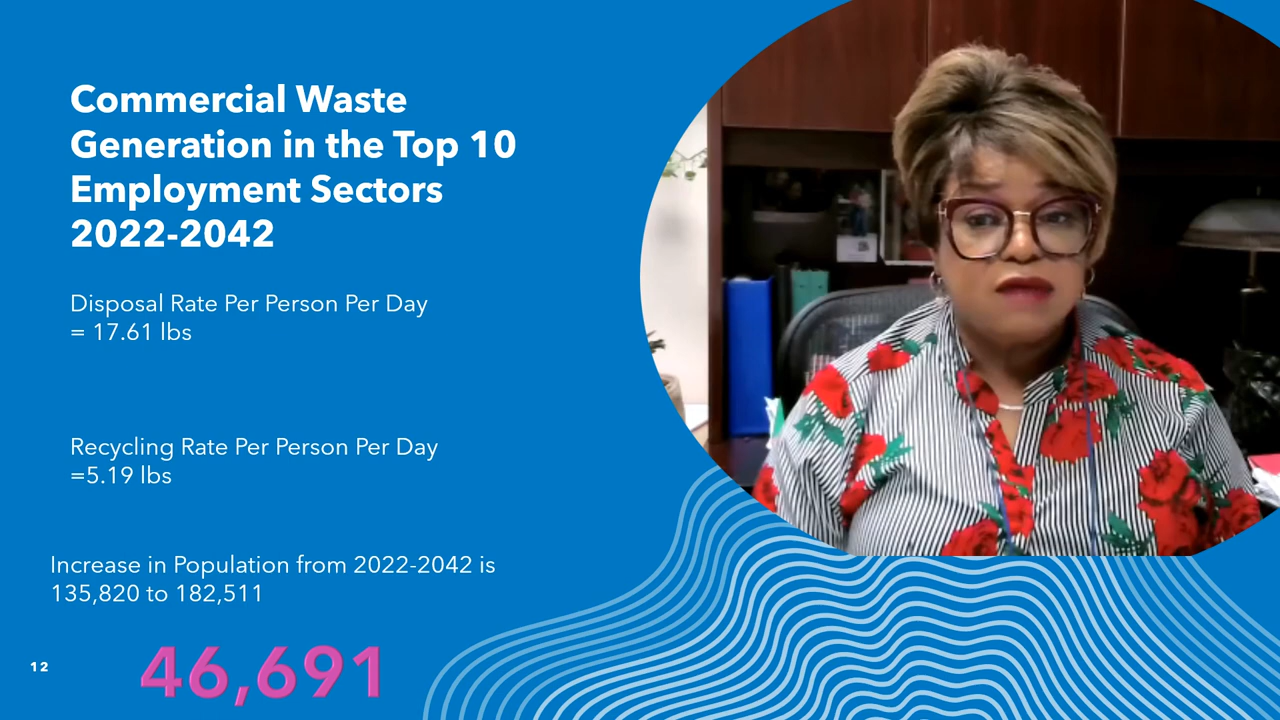 Commercial Waste
Generation in the Top 10
Employment Sectors
2022-2042
Disposal Rate Per Person Per Day
= 17.61 lbs
Recycling Rate Per Person Per Day
=5.19 lbs
Increase in Population from 2022-2042 is
135,820 to 182,511
12
46,691